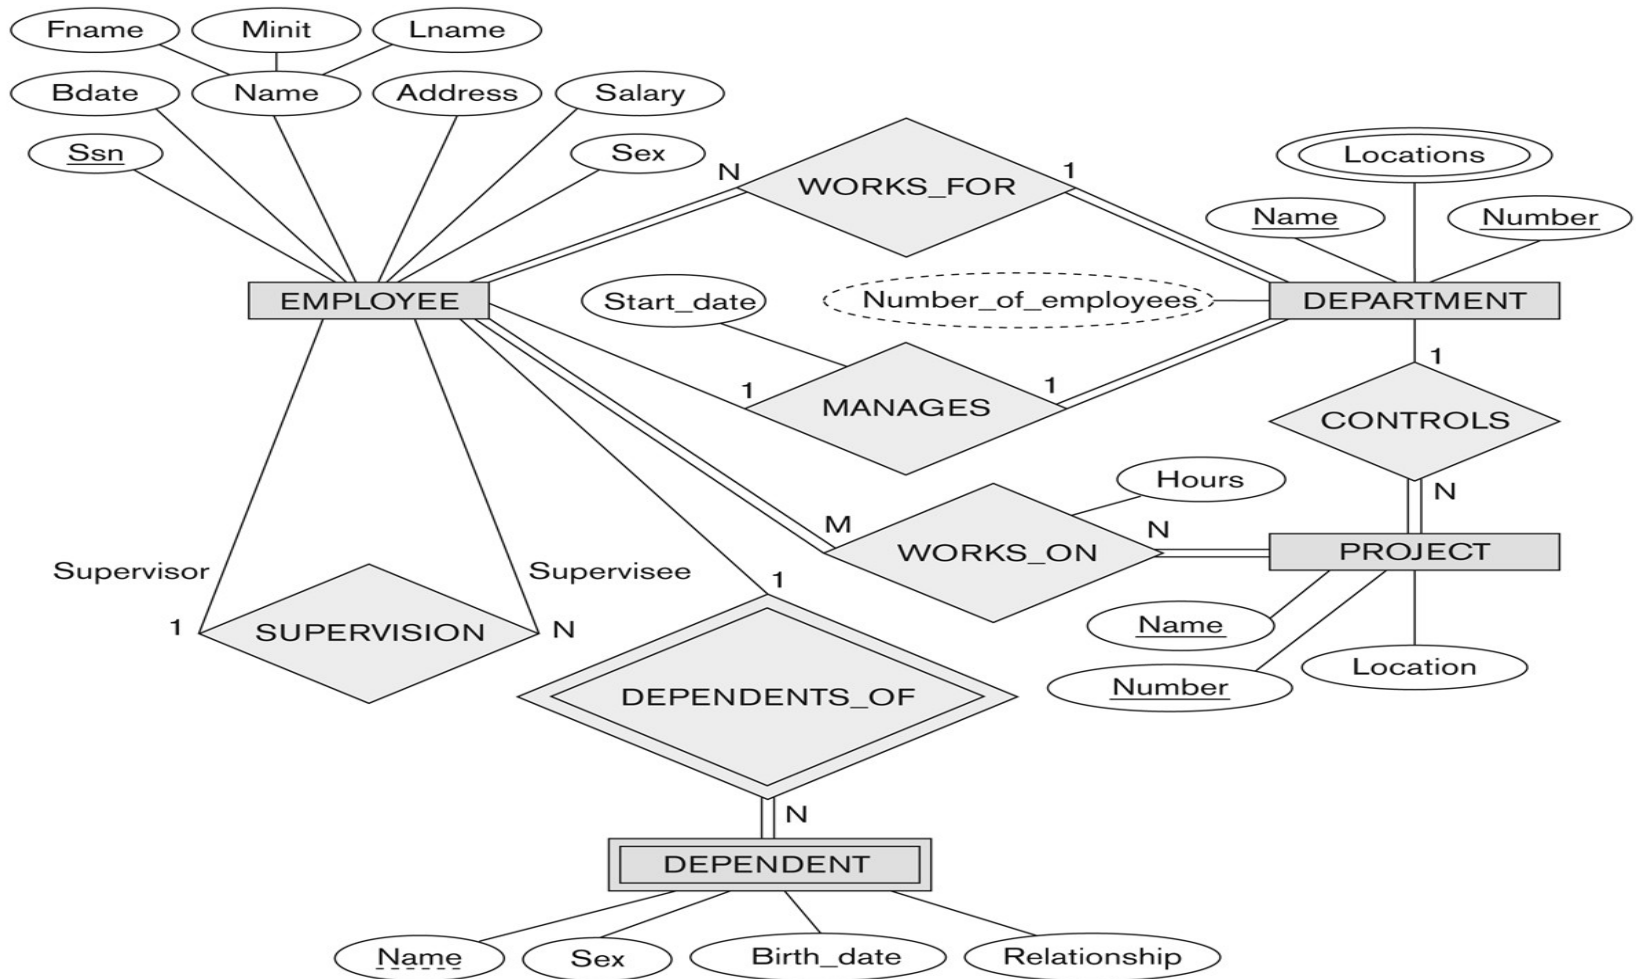 Fname
Minit
Lname
Bdate
Name
Address
Salary
Ssn
Sex
N
WORKS_FOR
1
Locations
Name
Number
EMPLOYEE
Start_date
Number_of_employees
DEPARTMENT
1
MANAGES
1
1
CONTROLS
N
Hours
M
WORKS_ON
N
PROJECT
Supervisor
Supervisee
1
SUPERVISION
N
1
Name
Number
Location
DEPENDENTS_OF
N
DEPENDENT
Name
Sex
Birth_date
Relationship